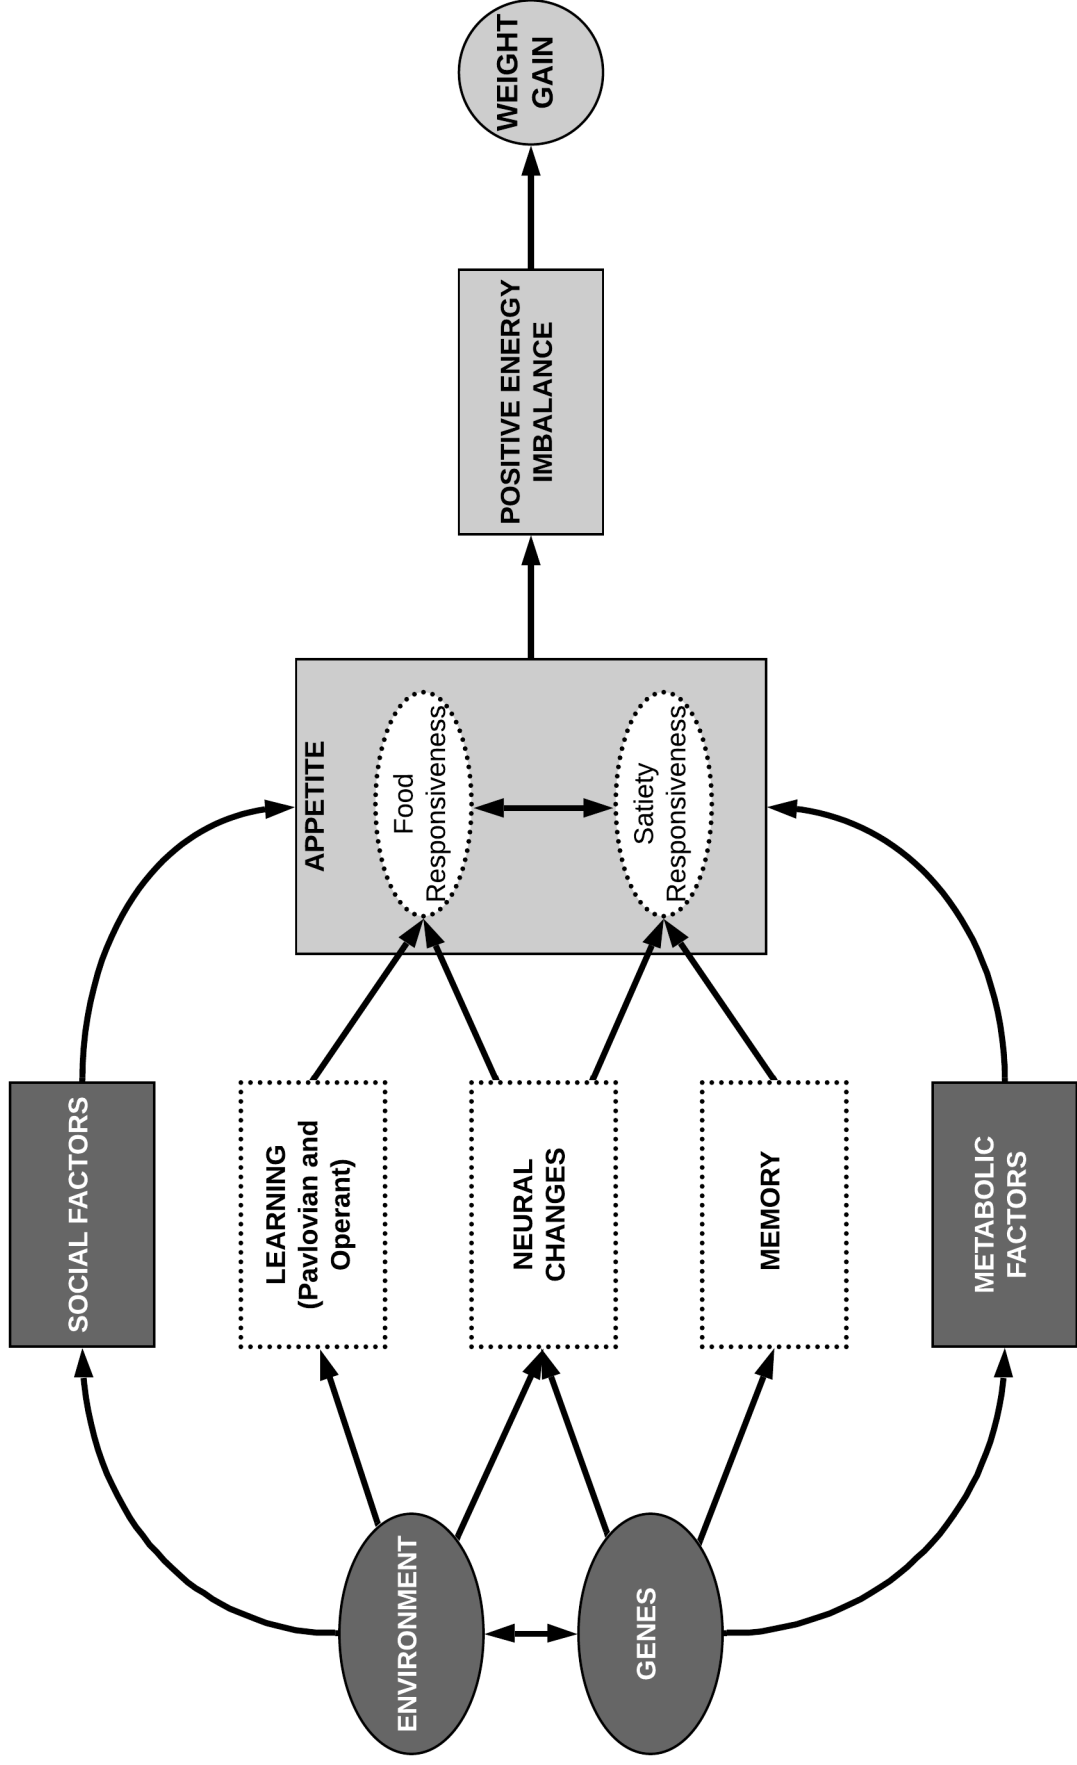 ENVIRONMENT
GENES
SOCIAL FACTORS
LEARNING
(Pavlovian and
Operant)
NEURAL
CHANGES
MEMORY
METABOLIC
FACTORS
APPETITE
Food
Responsiveness
Satiety
Responsiveness
POSITIVE ENERGY
IMBALANCE
WEIGHT
GAIN